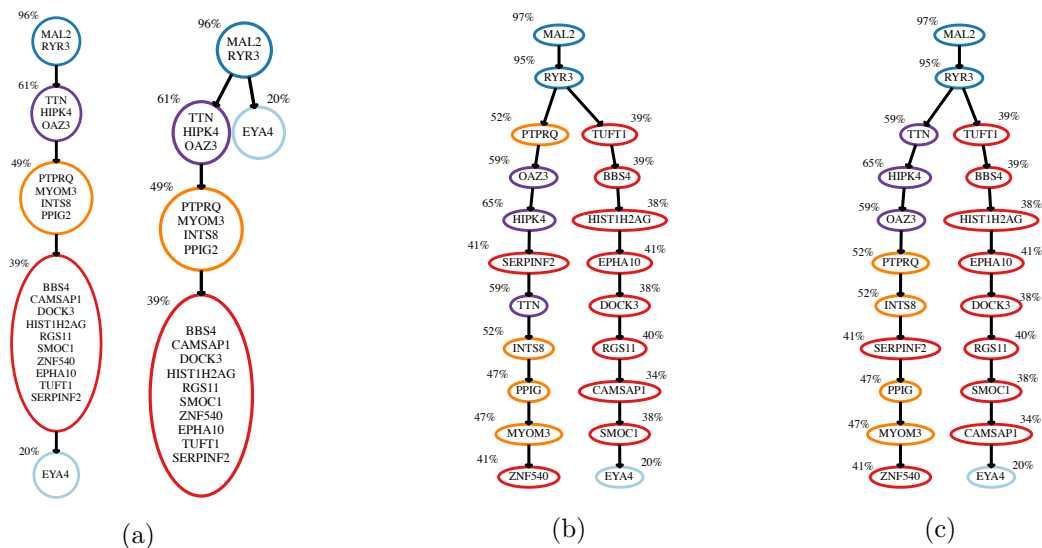 96%
MAL2
RYR3
61%
TTN
HIPK4
OAZ3
49%
PTPRQ
MYOM3
INTS8
PPIG2
39%
BBS4
CAMSAP1
DOCK3
HIST1H2AG
RGS11
SMOC1
ZNF540
EPHA10
TUFT1
SERPINF2
20%
EYA4
96%
MAL2
RYR3
61%
TTN
HIPK4
OAZ3
20%
EYA4
49%
PTPRQ
MYOM3
INTS8
PPIG2
39%
BBS4
CAMSAP1
DOCK3
HIST1H2AG
RGS11
SMOC1
ZNF540
EPHA10
TUFT1
SERPINF2
(a)
97%
MAL2
95%
RYR3
52%
PTPRQ
59%
OAZ3
65%
HIPK4
41%
SERPINF2
59%
TTN
52%
INTS8
47%
PPIG
47%
MYOM3
41%
ZNF540
39%
TUFT1
39%
BBS4
38%
HIST1H2AG
41%
EPHA10
38%
DOCK3
40%
RGS11
34%
CAMSAP1
38%
SMOC1
20%
EYA4
(b)
97%
MAL2
95%
RYR3
59%
TTN
65%
HIPK4
59%
OAZ3
52%
PTPRQ
52%
INTS8
41%
SERPINF2
47%
PPIG
47%
MYOM3
41%
ZNF540
39%
TUFT1
39%
BBS4
38%
HIST1H2AG
41%
EPHA10
38%
DOCK3
40%
RGS11
38%
SMOC1
34%
CAMSAP1
20%
EYA4
(c)